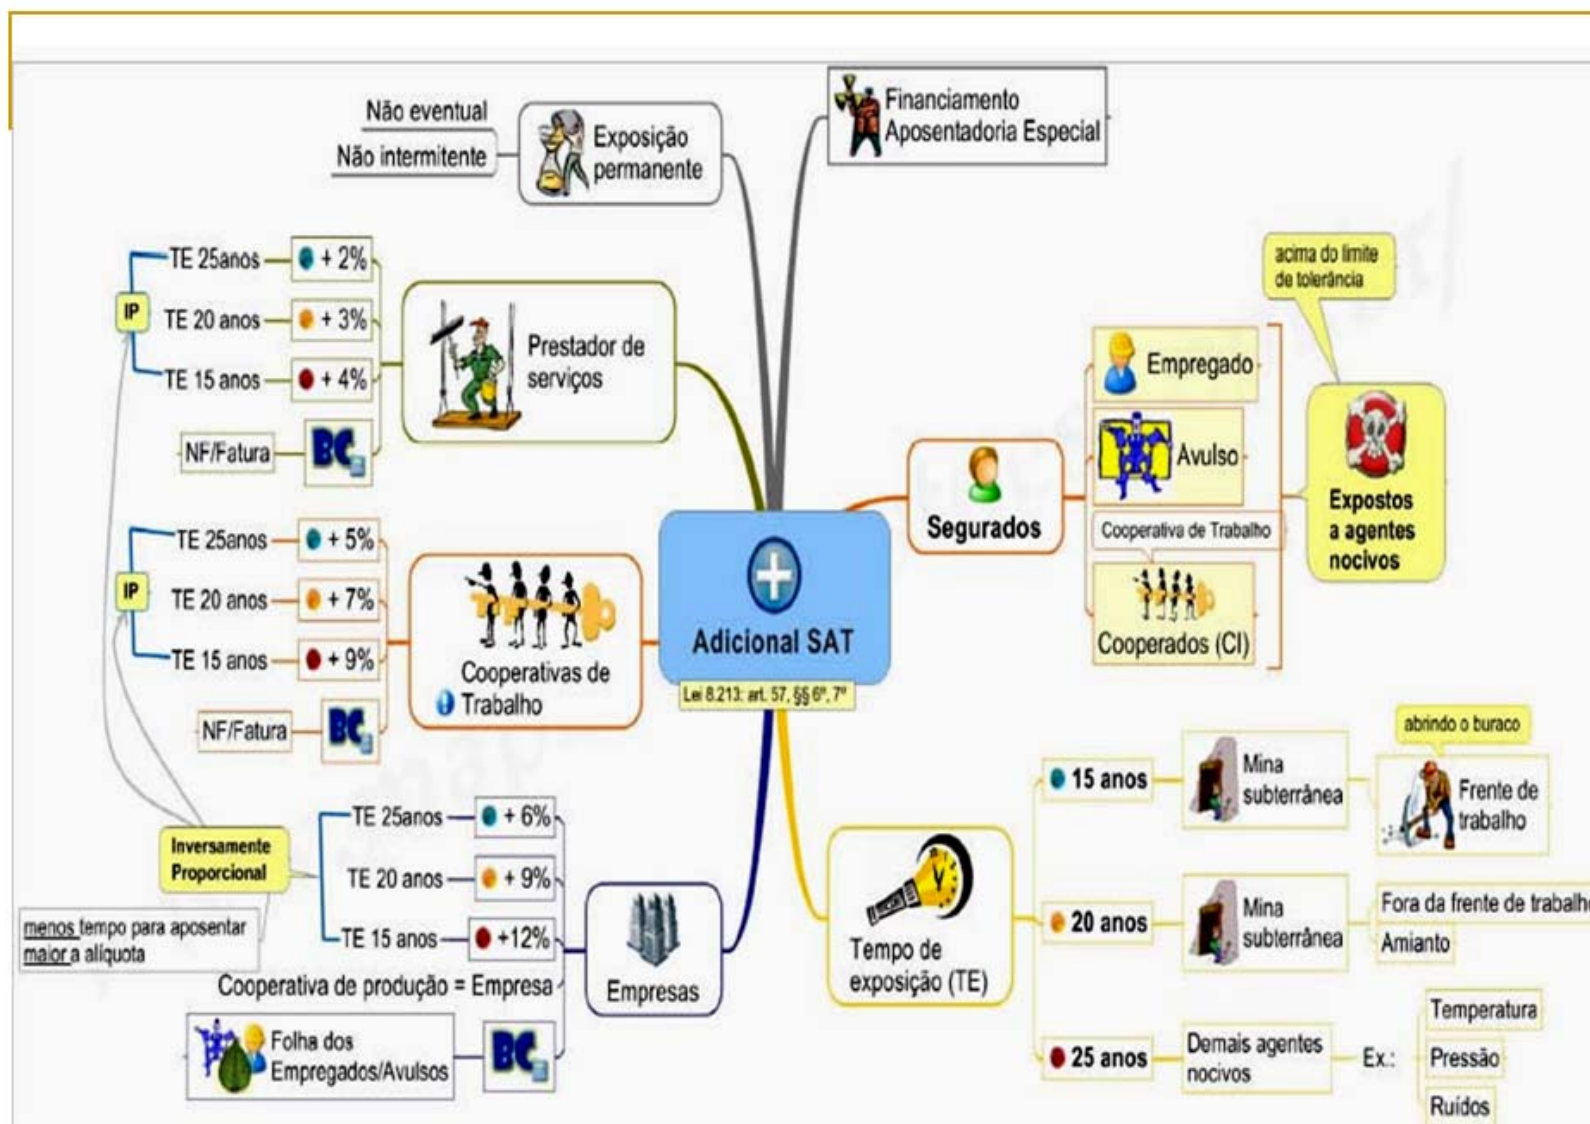 Não eventual
Não intermitente
Exposição
permanente
Financiamento
Aposentadoria Especial
TE 25anos
+ 2%
IP
TE 20 anos
+ 3%
TE 15 anos
+ 4%
NF/Fatura
BC
Prestador de
serviços
TE 25anos
+ 5%
IP
TE 20 anos
+ 7%
TE 15 anos
+ 9%
NF/Fatura
BC
Cooperativas de
Trabalho
Adicional SAT
Lei 8.213: art. 57, §§ 6º, 7º
Segurados
Empregado
Avulso
Cooperativa de Trabalho
Cooperados (CI)
acima do limite
de tolerância
Expostos
a agentes
nocivos
Inversamente
Proporcional
menos tempo para aposentar
maior a alíquota
TE 25anos
+ 6%
TE 20 anos
+ 9%
TE 15 anos
+12%
Cooperativa de produção = Empresa
Folha dos
Empregados/Avulsos
BC
Empresas
Tempo de
exposição (TE)
15 anos
Mina
subterrânea
abrindo o buraco
Frente de
trabalho
20 anos
Mina
subterrânea
Fora da frente de trabalho
Amianto
25 anos
Demais agentes
nocivos
Ex.:
Temperatura
Pressão
Ruídos